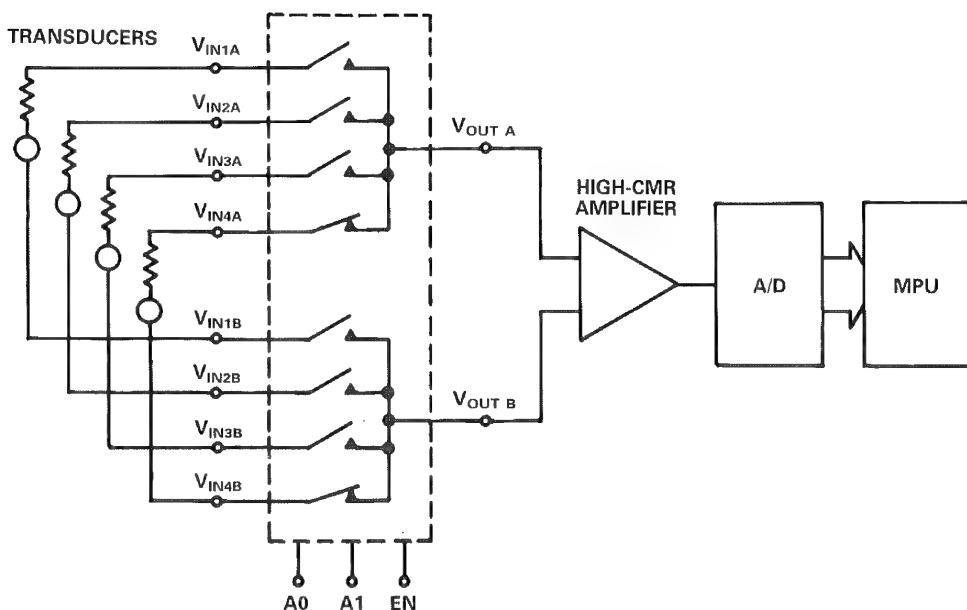 TRANSDUCERS
VIN1A
VIN2A
VIN3A
VIN4A
VIN1B
VIN2B
VIN3B
VIN4B
VOUT A
VOUT B
HIGH-CMR
AMPLIFIER
A/D
MPU
A0 A1 EN